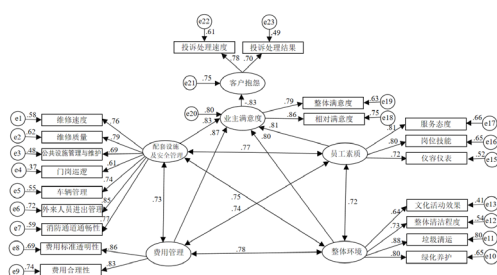 e22 .61
e23 .49
投诉处理速度 投诉处理结果
.78 .70
e21 .75 客户抱怨
-.83
e20 .80 业主满意度
.79 整体满意度 .63 e19
.86 相对满意度 .75 e18
.83 .87 .80 .81
e1 .58 维修速度 .76
e2 .62 维修质量 .79
e3 .48 公共设施管理与维护 .69
e4 .37 门岗运逻 .61
e5 .55 车辆管理 .74
e6 .72 外来人员进出管理 .85
e7 .59 消防通道通畅性 .77
配套设施
及安全管理
.77
员工素质
.81 服务态度 .66 e17
.80 岗位技能 .65 e16
.72 仪容仪表 .52 e15
.73 .75 .74 .72
e8 .69 费用标准透明性 .86
e9 .74 费用合理性 .83
费用管理
.78
整体环境
.64 文化活动效果 .41 e13
.73 整体清洁程度 .54 e12
.88 垃圾清运 .80 e11
.80 绿化养护 .65 e10